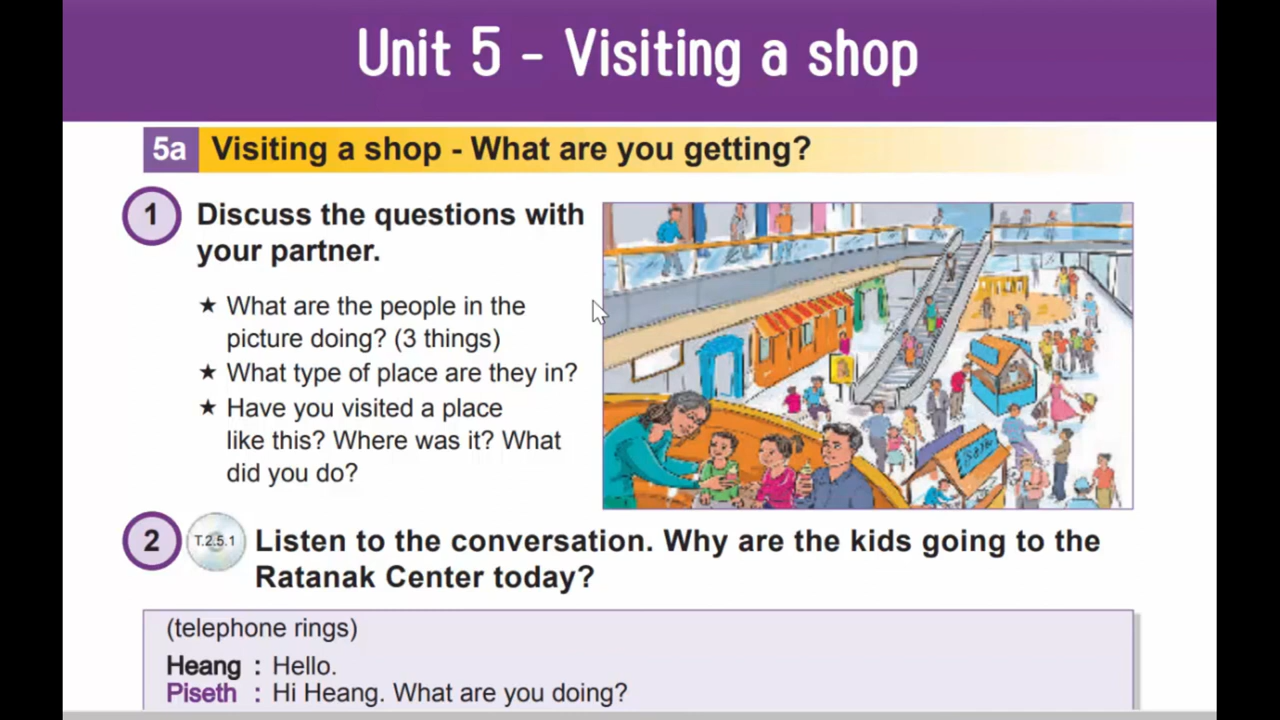 Unit 5 - Visiting a shop
5a Visiting a shop - What are you getting?
1 Discuss the questions with
your partner.
★ What are the people in the
picture doing? (3 things)
★ What type of place are they in?
★ Have you visited a place
like this? Where was it? What
did you do?
2 T.2.5.1 Listen to the conversation. Why are the kids going to the
Ratanak Center today?
(telephone rings)
Heang : Hello.
Piseth : Hi Heang. What are you doing?